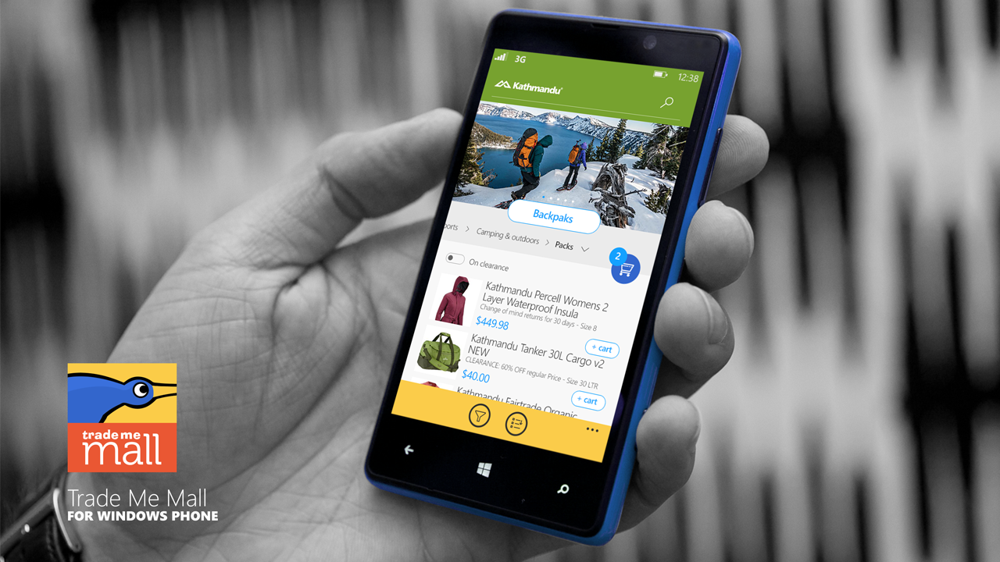 3G
12:38
Kathmandu®
Backpaks
orts > Camping & outdoors > Packs
2
On clearance
Kathmandu Percell Womens 2
Layer Waterproof Insula
Change of mind returns for 30 days - Size 8
$449.98
+ cart
Kathmandu Tanker 30L Cargo v2
NEW
CLEARANCE: 60% OFF regular Price - Size 30 LTR
$40.00
+ cart
Kathmandu Fairtrade Organic
trade me
mall
Trade Me Mall
FOR WINDOWS PHONE